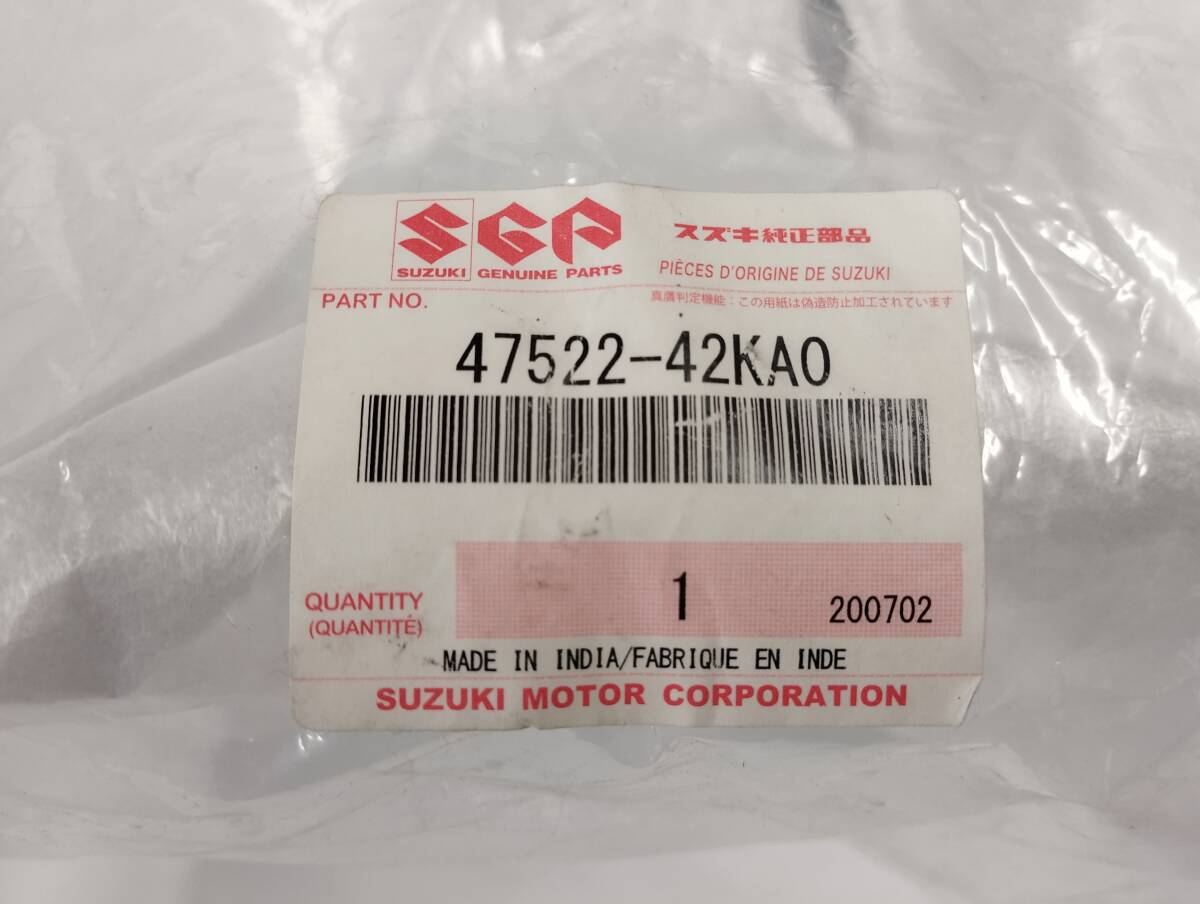 SGP
SUZUKI GENUINE PARTS
スズキ純正部品
PIÈCES D'ORIGINE DE SUZUKI
PART NO.
真贋判定機能：この用紙は偽造防止加工されています
47522-42KA0
QUANTITY
(QUANTITÉ)
1
200702
MADE IN INDIA/FABRIQUE EN INDE
SUZUKI MOTOR CORPORATION